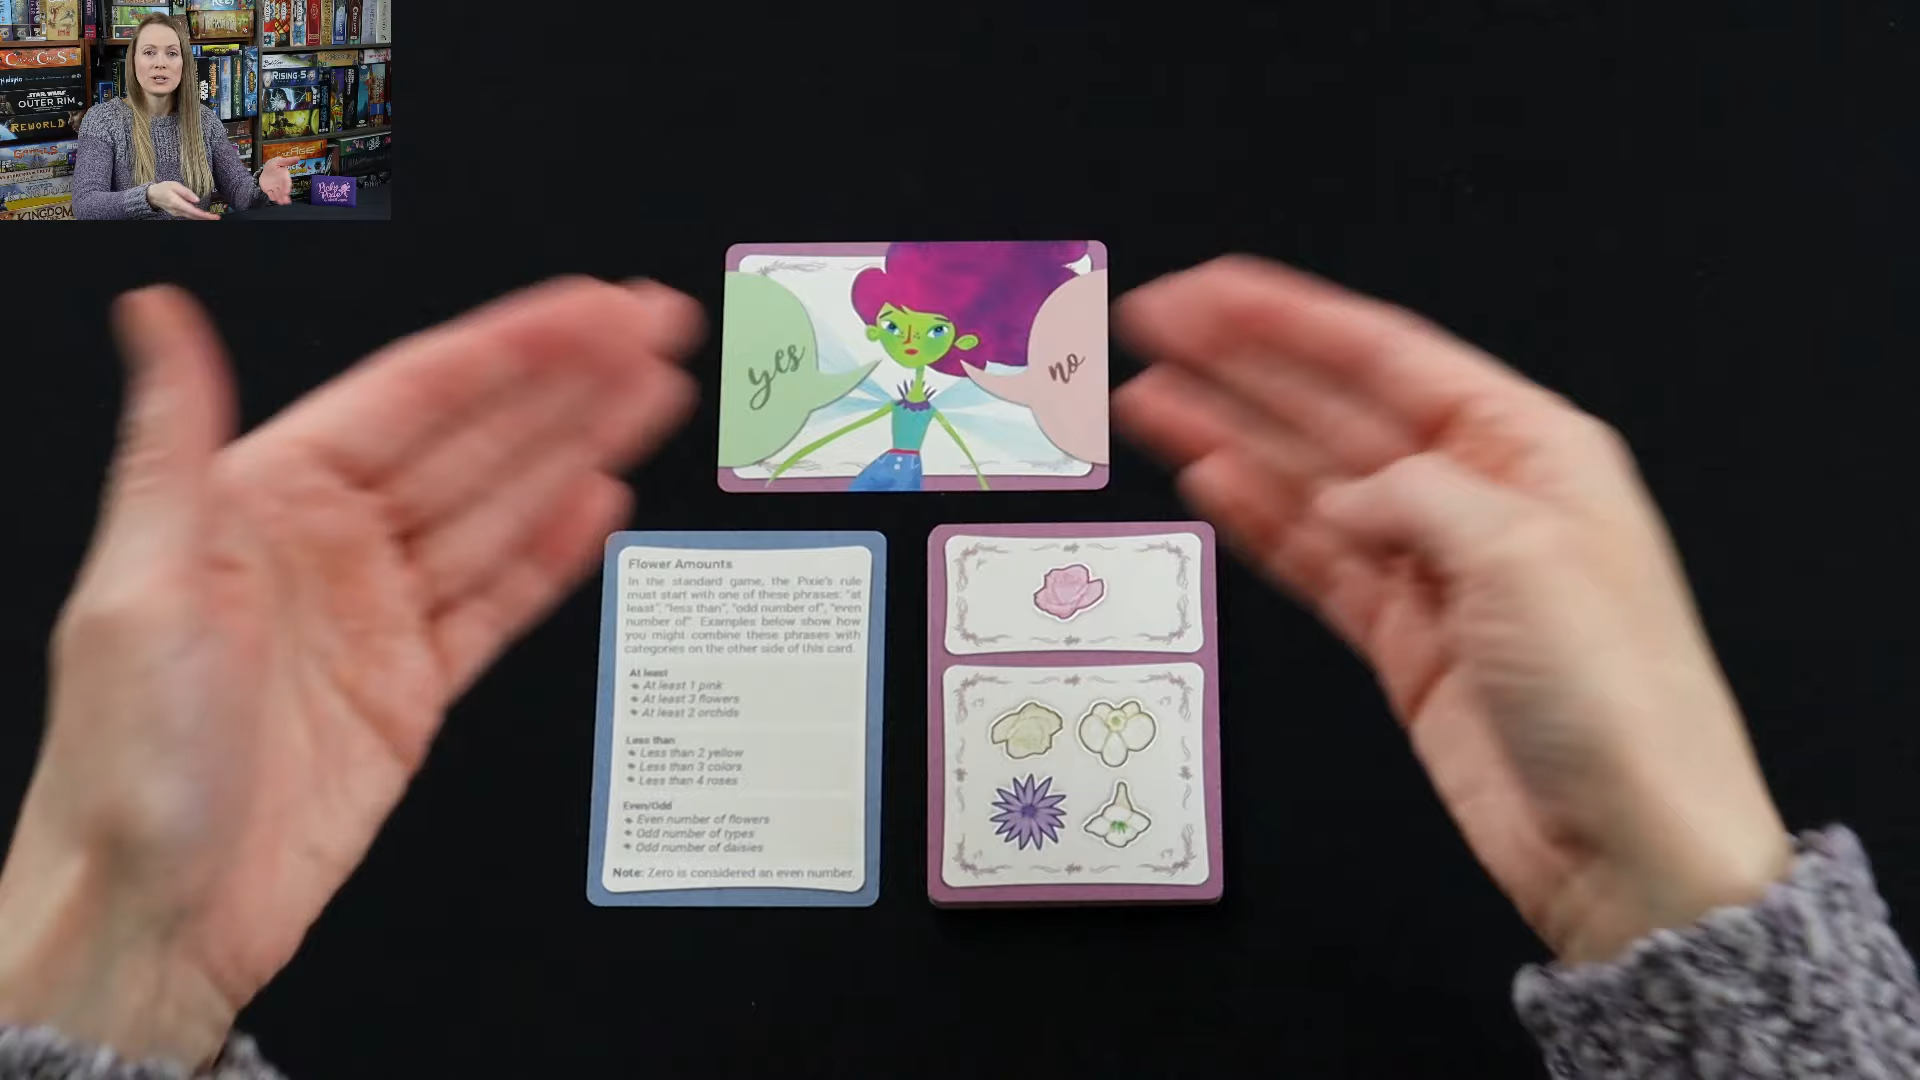 STAR WARS
OUTER RIM
REWORLD
RISING-5
KINGDOM
Picky
Pixie
yes
no
Flower Amounts
In the standard game, the Pixie's rule
must start with one of these phrases: "at
least", "less than", "odd number of", "even
number of". Examples below show how
you might combine these phrases with
categories on the other side of this card.
At least
At least 1 pink
At least 3 flowers
At least 2 orchids
Less than
Less than 2 yellow
Less than 3 colors
Less than 4 roses
Even/Odd
Even number of flowers
Odd number of types
Odd number of daisies
Note: Zero is considered an even number.